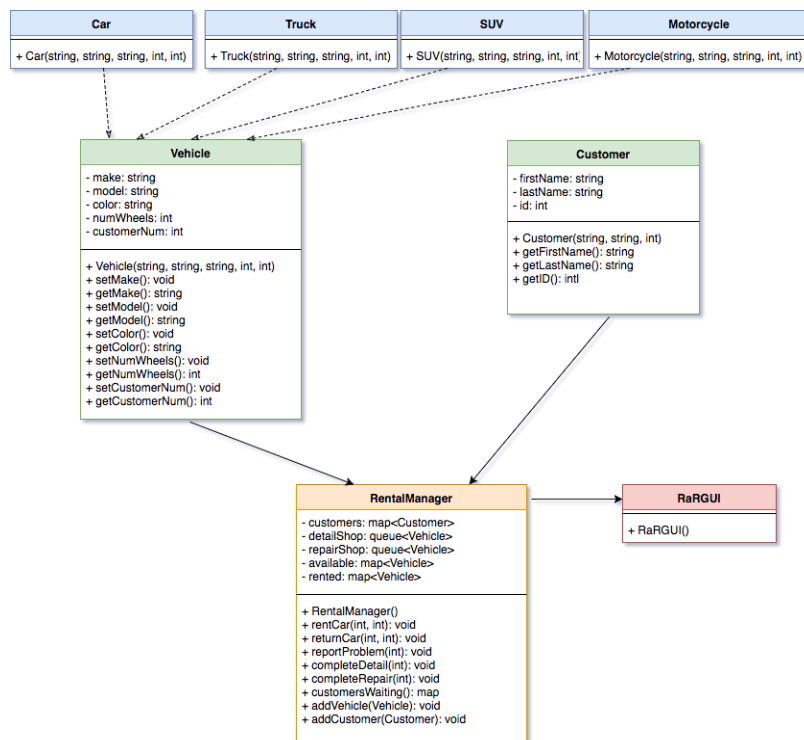 Car
+ Car(string, string, string, int, int)
Truck
+ Truck(string, string, string, int, int)
SUV
+ SUV(string, string, string, int, int)
Motorcycle
+ Motorcycle(string, string, string, int, int)
Vehicle
- make: string
- model: string
- color: string
- numWheels: int
- customerNum: int
+ Vehicle(string, string, string, int, int)
+ setMake(): void
+ getMake(): string
+ setModel(): void
+ getModel(): string
+ setColor(): void
+ getColor(): string
+ setNumWheels(): void
+ getNumWheels(): int
+ setCustomerNum(): void
+ getCustomerNum(): int
Customer
- firstName: string
- lastName: string
- id: int
+ Customer(string, string, int)
+ getFirstName(): string
+ getLastName(): string
+ getID(): intl
RentalManager
- customers: map<Customer>
- detailShop: queue<Vehicle>
- repairShop: queue<Vehicle>
- available: map<Vehicle>
- rented: map<Vehicle>
+ RentalManager()
+ rentCar(int, int): void
+ returnCar(int, int): void
+ reportProblem(int): void
+ completeDetail(int): void
+ completeRepair(int): void
+ customersWaiting(): map
+ addVehicle(Vehicle): void
+ addCustomer(Customer): void
RaRGUI
+ RaRGUI()